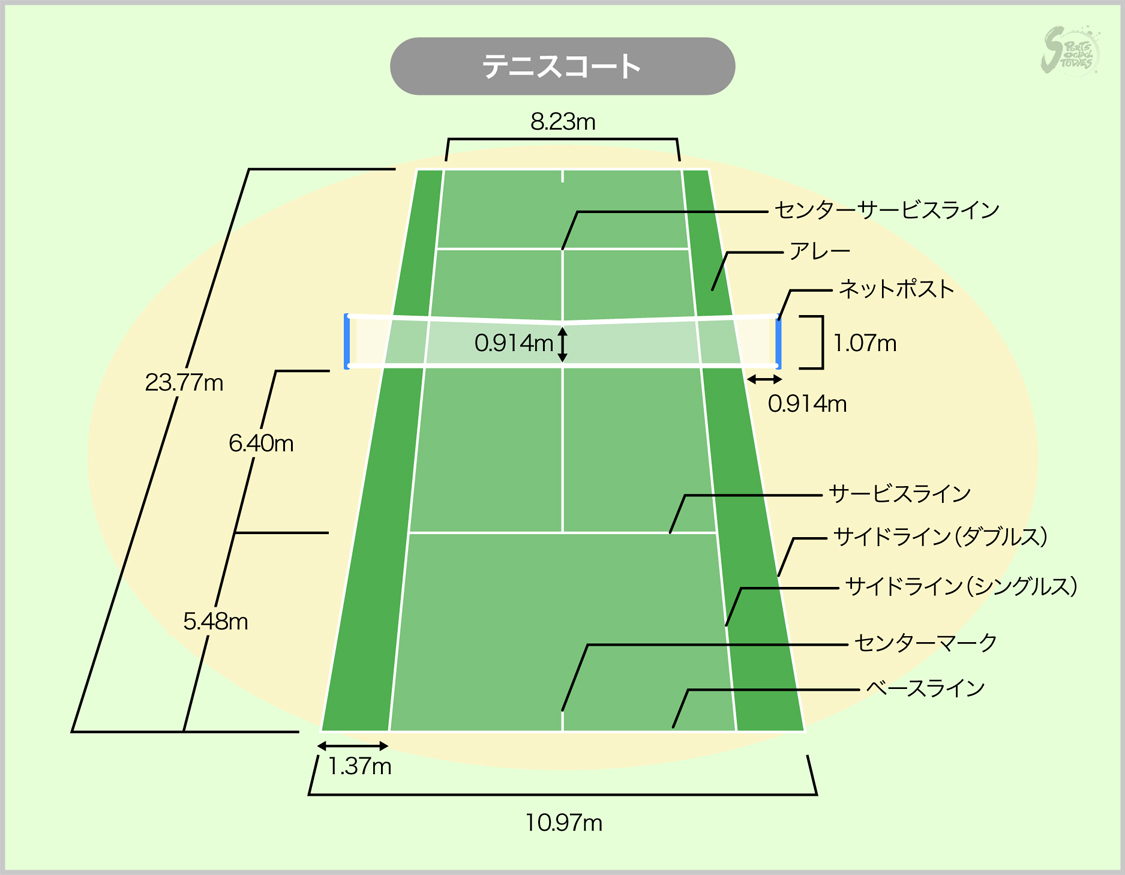 テニスコート
SPORTS SOCIAL STUDIES
8.23m
センターサービスライン
アレー
ネットポスト
0.914m
1.07m
23.77m
0.914m
6.40m
サービスライン
サイドライン（ダブルス）
サイドライン（シングルス）
5.48m
センターマーク
ベースライン
1.37m
10.97m